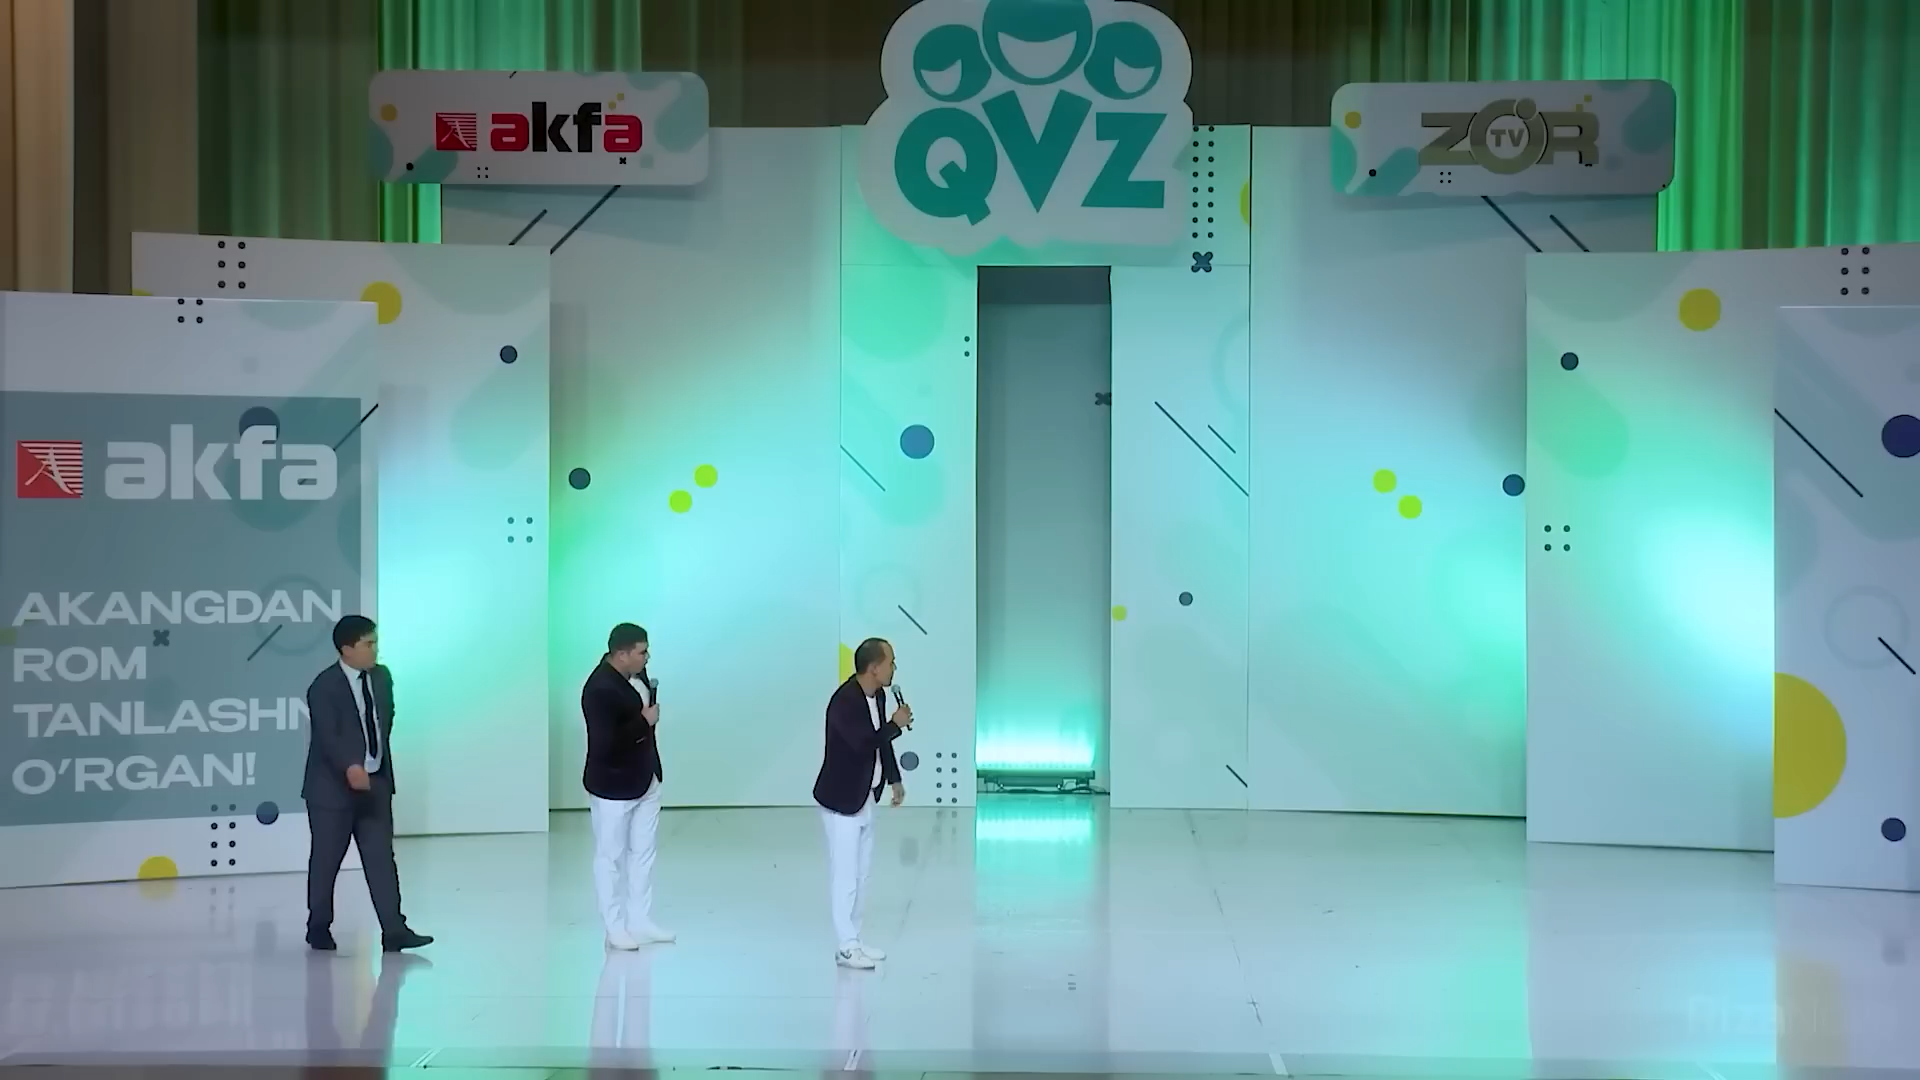 akfa
QVZ
ZOR
TV
akfa
AKANGDAN
ROM
O'RGAN!